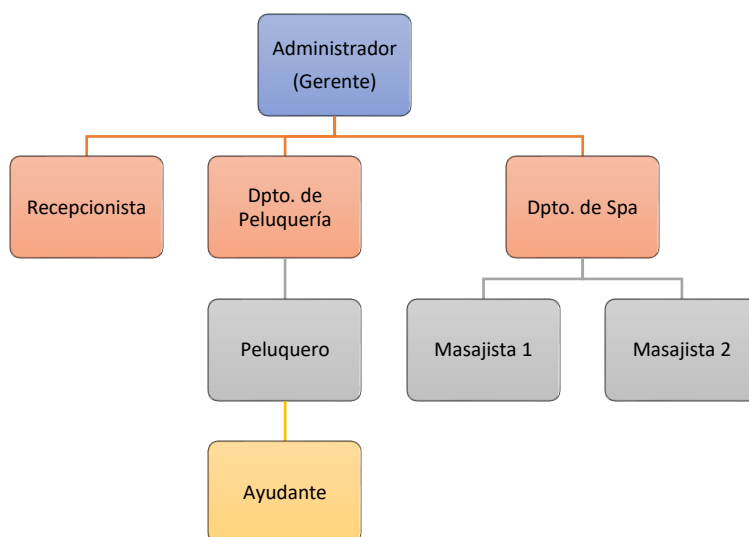 Administrador
(Gerente)
Recepcionista
Dpto. de
Peluquería
Dpto. de Spa
Peluquero
Masajista 1
Masajista 2
Ayudante